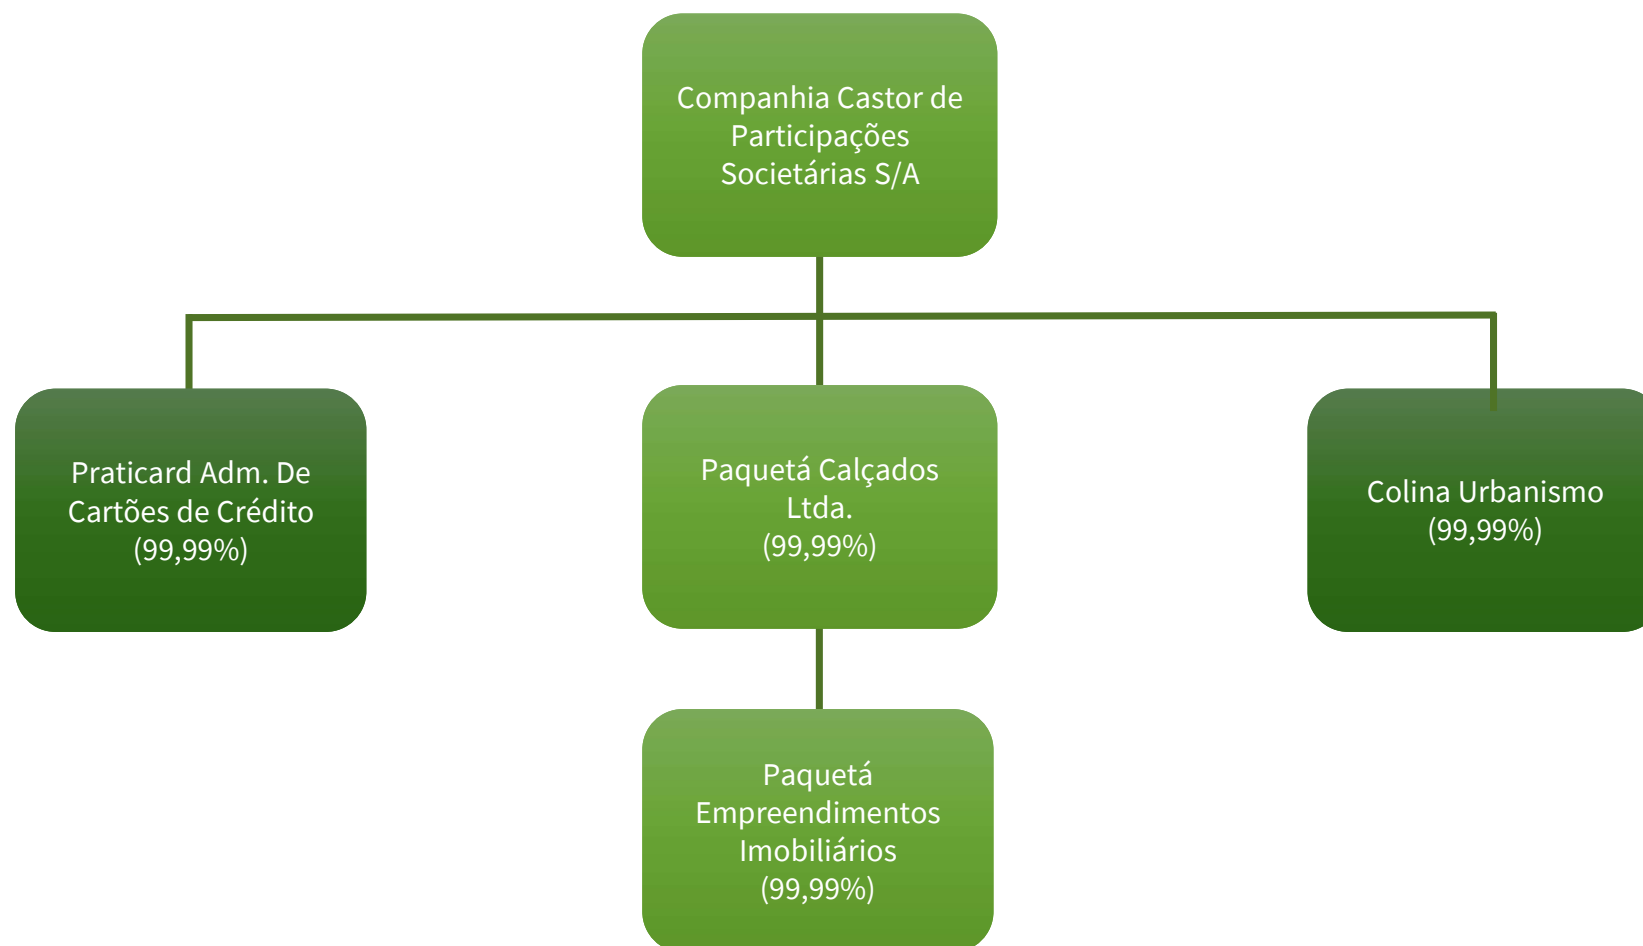 Companhia Castor de
Participações
Societárias S/A
Praticard Adm. De
Cartões de Crédito
(99,99%)
Paquetá Calçados
Ltda.
(99,99%)
Colina Urbanismo
(99,99%)
Paquetá
Empreendimentos
Imobiliários
(99,99%)